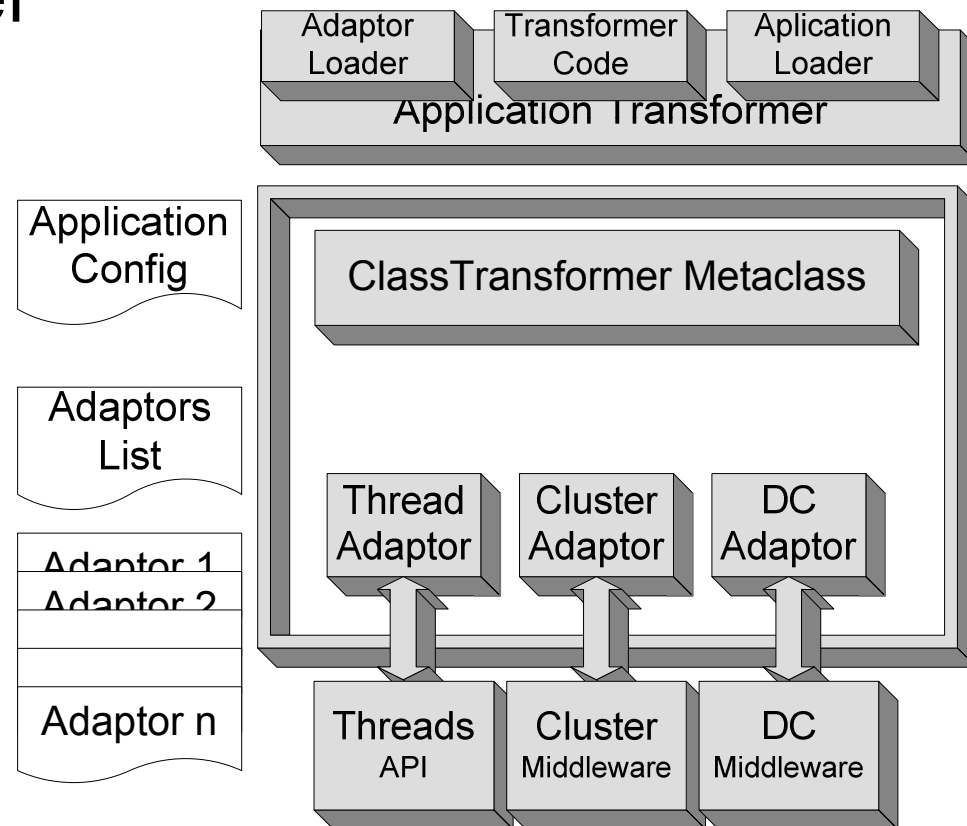 Adaptor
Loader
Transformer
Code
Aplication
Loader
Application Transformer
Application
Config
ClassTransformer Metaclass
Adaptors
List
Thread
Adaptor
Cluster
Adaptor
DC
Adaptor
Adaptor 1
Adaptor 2
Adaptor n
Threads
API
Cluster
Middleware
DC
Middleware